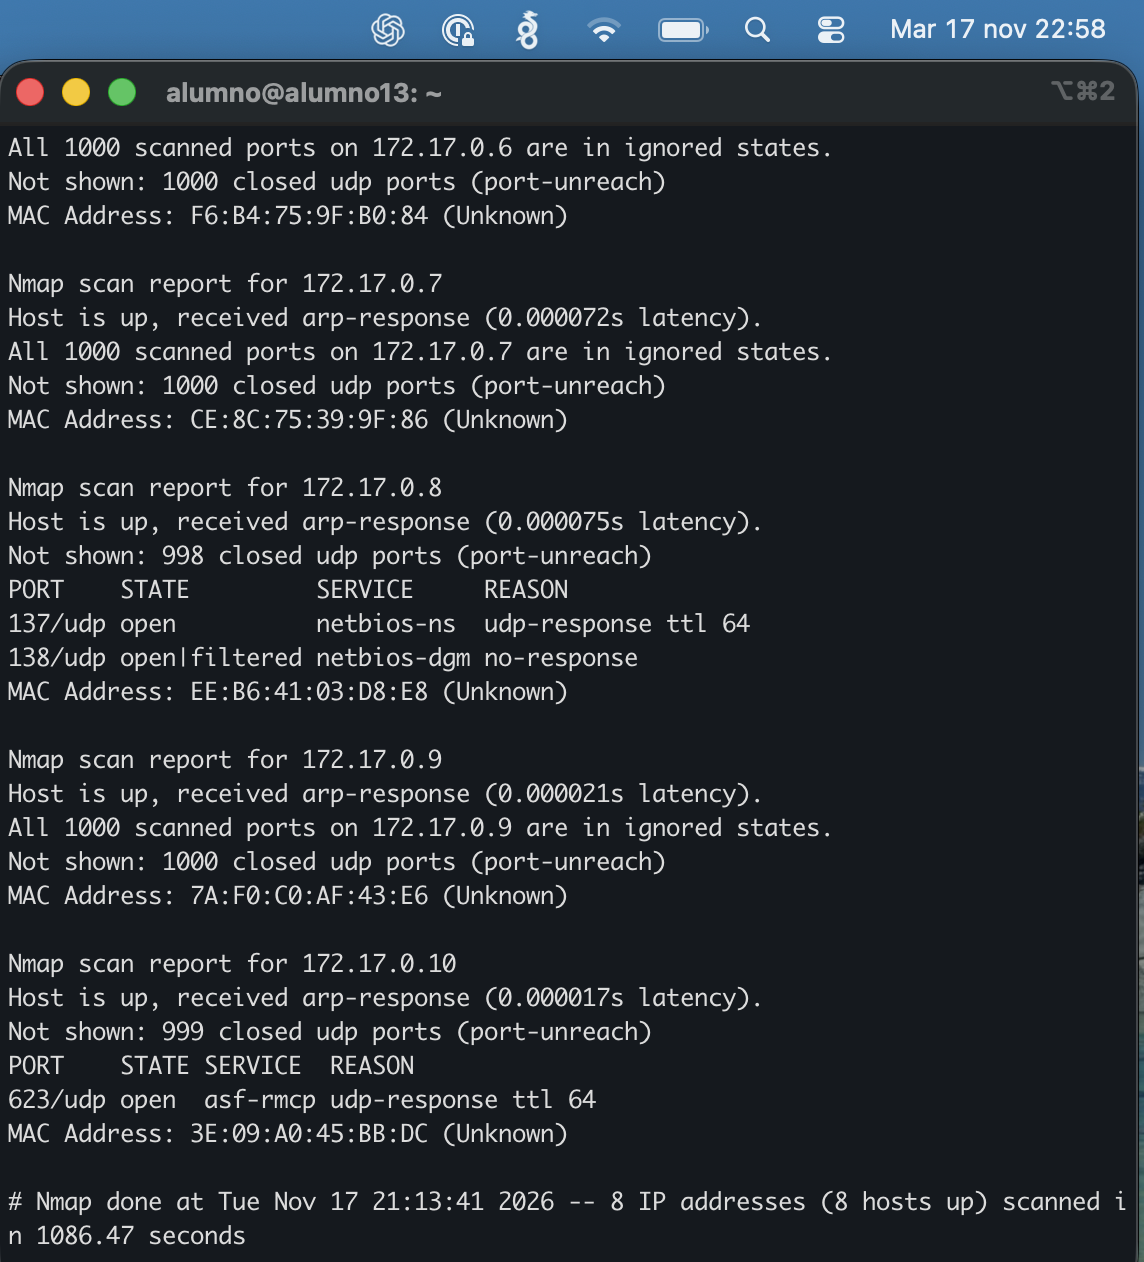 Mar 17 nov 22:58
alumno@alumno13: ~
⌥⌘2
All 1000 scanned ports on 172.17.0.6 are in ignored states.
Not shown: 1000 closed udp ports (port-unreach)
MAC Address: F6:B4:75:9F:B0:84 (Unknown)

Nmap scan report for 172.17.0.7
Host is up, received arp-response (0.000072s latency).
All 1000 scanned ports on 172.17.0.7 are in ignored states.
Not shown: 1000 closed udp ports (port-unreach)
MAC Address: CE:8C:75:39:9F:86 (Unknown)

Nmap scan report for 172.17.0.8
Host is up, received arp-response (0.000075s latency).
Not shown: 998 closed udp ports (port-unreach)
PORT    STATE         SERVICE     REASON
137/udp open          netbios-ns  udp-response ttl 64
138/udp open|filtered netbios-dgm no-response
MAC Address: EE:B6:41:03:D8:E8 (Unknown)

Nmap scan report for 172.17.0.9
Host is up, received arp-response (0.000021s latency).
All 1000 scanned ports on 172.17.0.9 are in ignored states.
Not shown: 1000 closed udp ports (port-unreach)
MAC Address: 7A:F0:C0:AF:43:E6 (Unknown)

Nmap scan report for 172.17.0.10
Host is up, received arp-response (0.000017s latency).
Not shown: 999 closed udp ports (port-unreach)
PORT    STATE SERVICE  REASON
623/udp open  asf-rmcp udp-response ttl 64
MAC Address: 3E:09:A0:45:BB:DC (Unknown)

# Nmap done at Tue Nov 17 21:13:41 2026 -- 8 IP addresses (8 hosts up) scanned i
n 1086.47 seconds